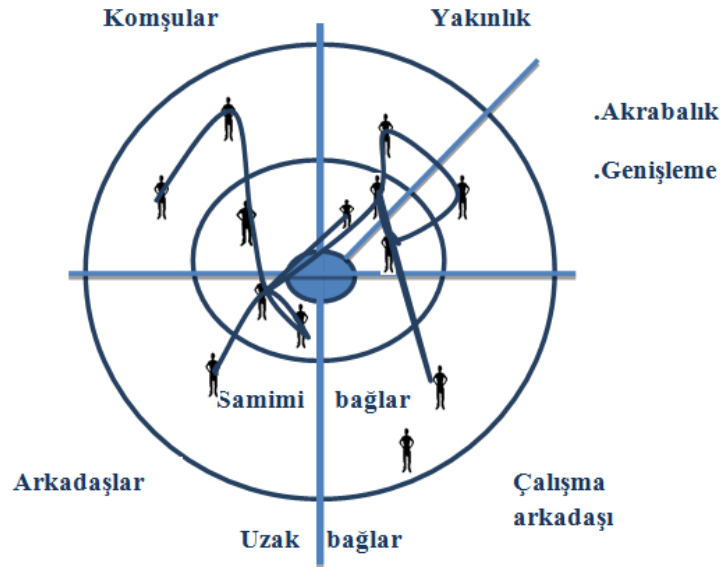 Komşular
Yakınlık
.Akrabalık
.Genişleme
Samimi bağlar
Arkadaşlar
Çalışma
arkadaşı
Uzak bağlar